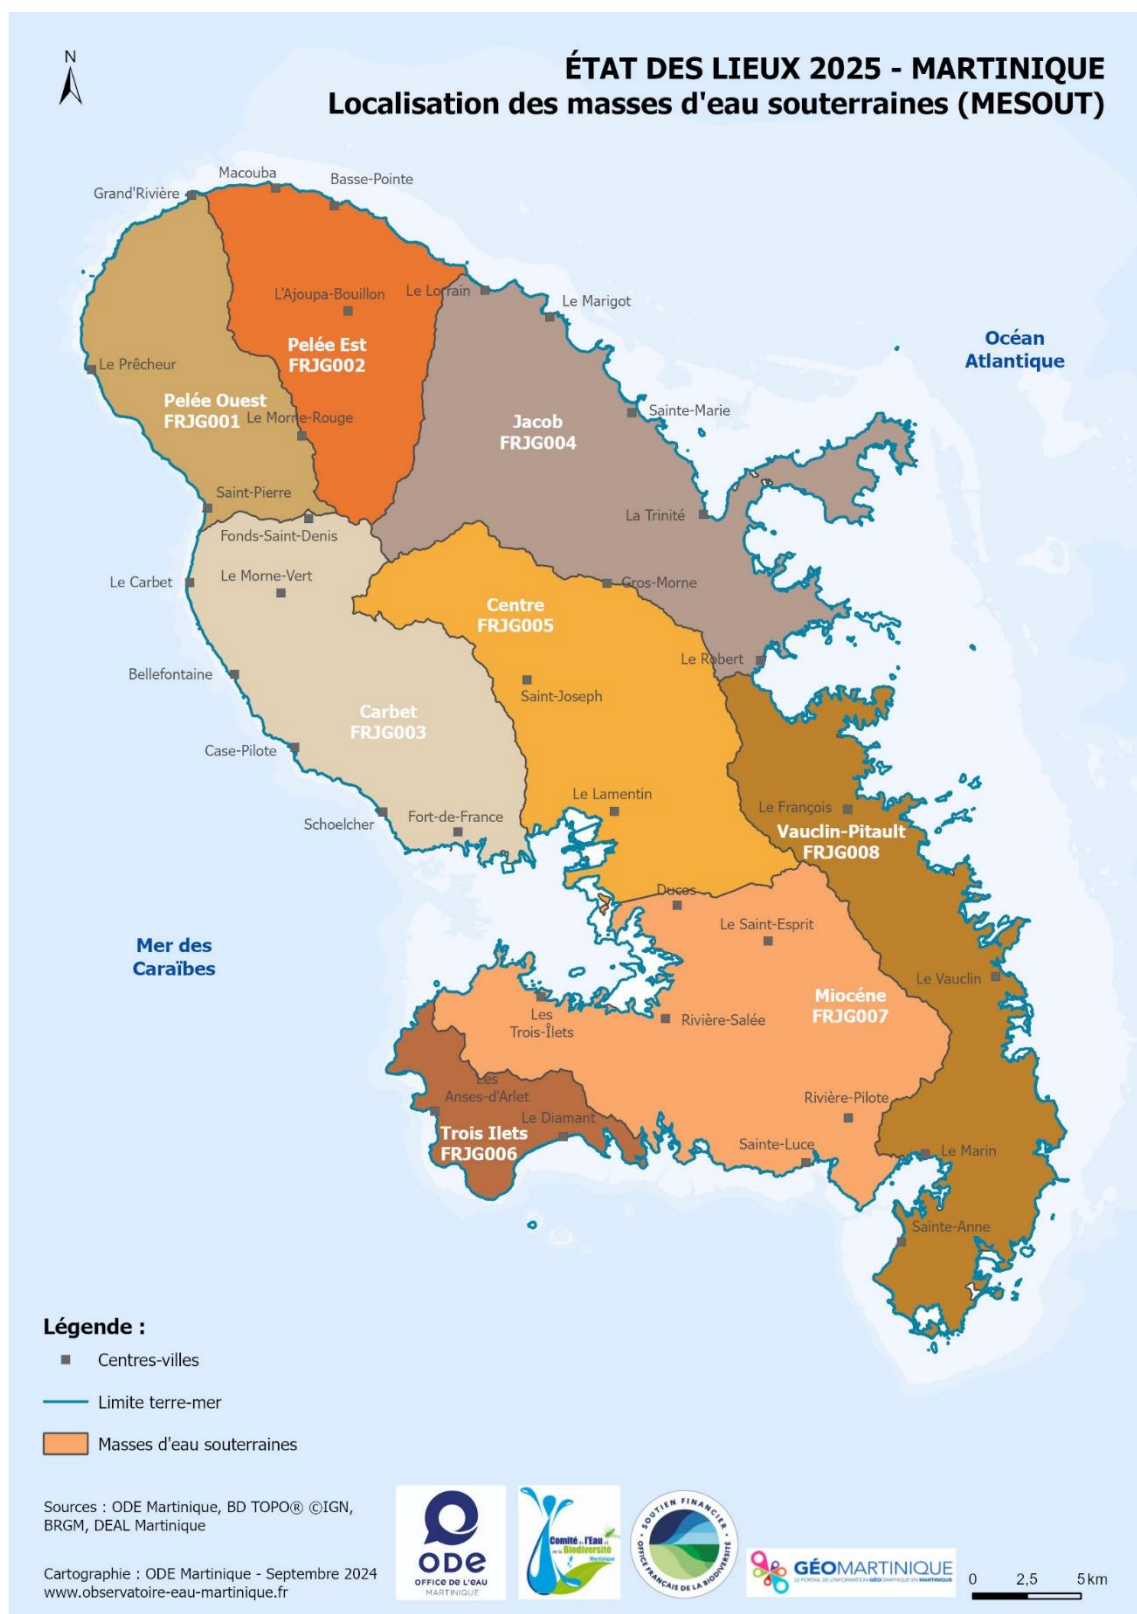 N
ÉTAT DES LIEUX 2025 - MARTINIQUE
Localisation des masses d'eau souterraines (MESOUT)
Macouba
Grand'Rivière
Basse-Pointe
L'Ajoupa-Bouillon
Le Lorrain
Le Marigot
Océan
Atlantique
Pelée Est
FRJG002
Le Prêcheur
Pelée Ouest
FRJG001
Le Morne-Rouge
Jacob
FRJG004
Sainte-Marie
Saint-Pierre
La Trinité
Fonds-Saint-Denis
Le Carbet
Le Morne-Vert
Gros-Morne
Centre
FRJG005
Le Robert
Bellefontaine
Saint-Joseph
Carbet
FRJG003
Case-Pilote
Le Lamentin
Le François
Schoelcher
Fort-de-France
Vauclin-Pitault
FRJG008
Ducos
Le Saint-Esprit
Mer des
Caraïbes
Le Vauclin
Miocéne
FRJG007
Les
Trois-Îlets
Rivière-Salée
Les
Anses-d'Arlet
Rivière-Pilote
Le Diamant
Trois Ilets
FRJG006
Sainte-Luce
Le Marin
Sainte-Anne
Légende :
Centres-villes
Limite terre-mer
Masses d'eau souterraines
Sources : ODE Martinique, BD TOPO® ©IGN,
BRGM, DEAL Martinique
Cartographie : ODE Martinique - Septembre 2024
www.observatoire-eau-martinique.fr
ODE
OFFICE DE L'EAU
MARTINIQUE
Comité de l'Eau et
de la Biodiversité
Martinique
SOUTIEN FINANCIER
OFFICE FRANÇAIS DE LA BIODIVERSITÉ
GÉOMARTINIQUE
LE PORTAIL DE L'INFORMATION GÉOGRAPHIQUE EN MARTINIQUE
0 2,5 5 km